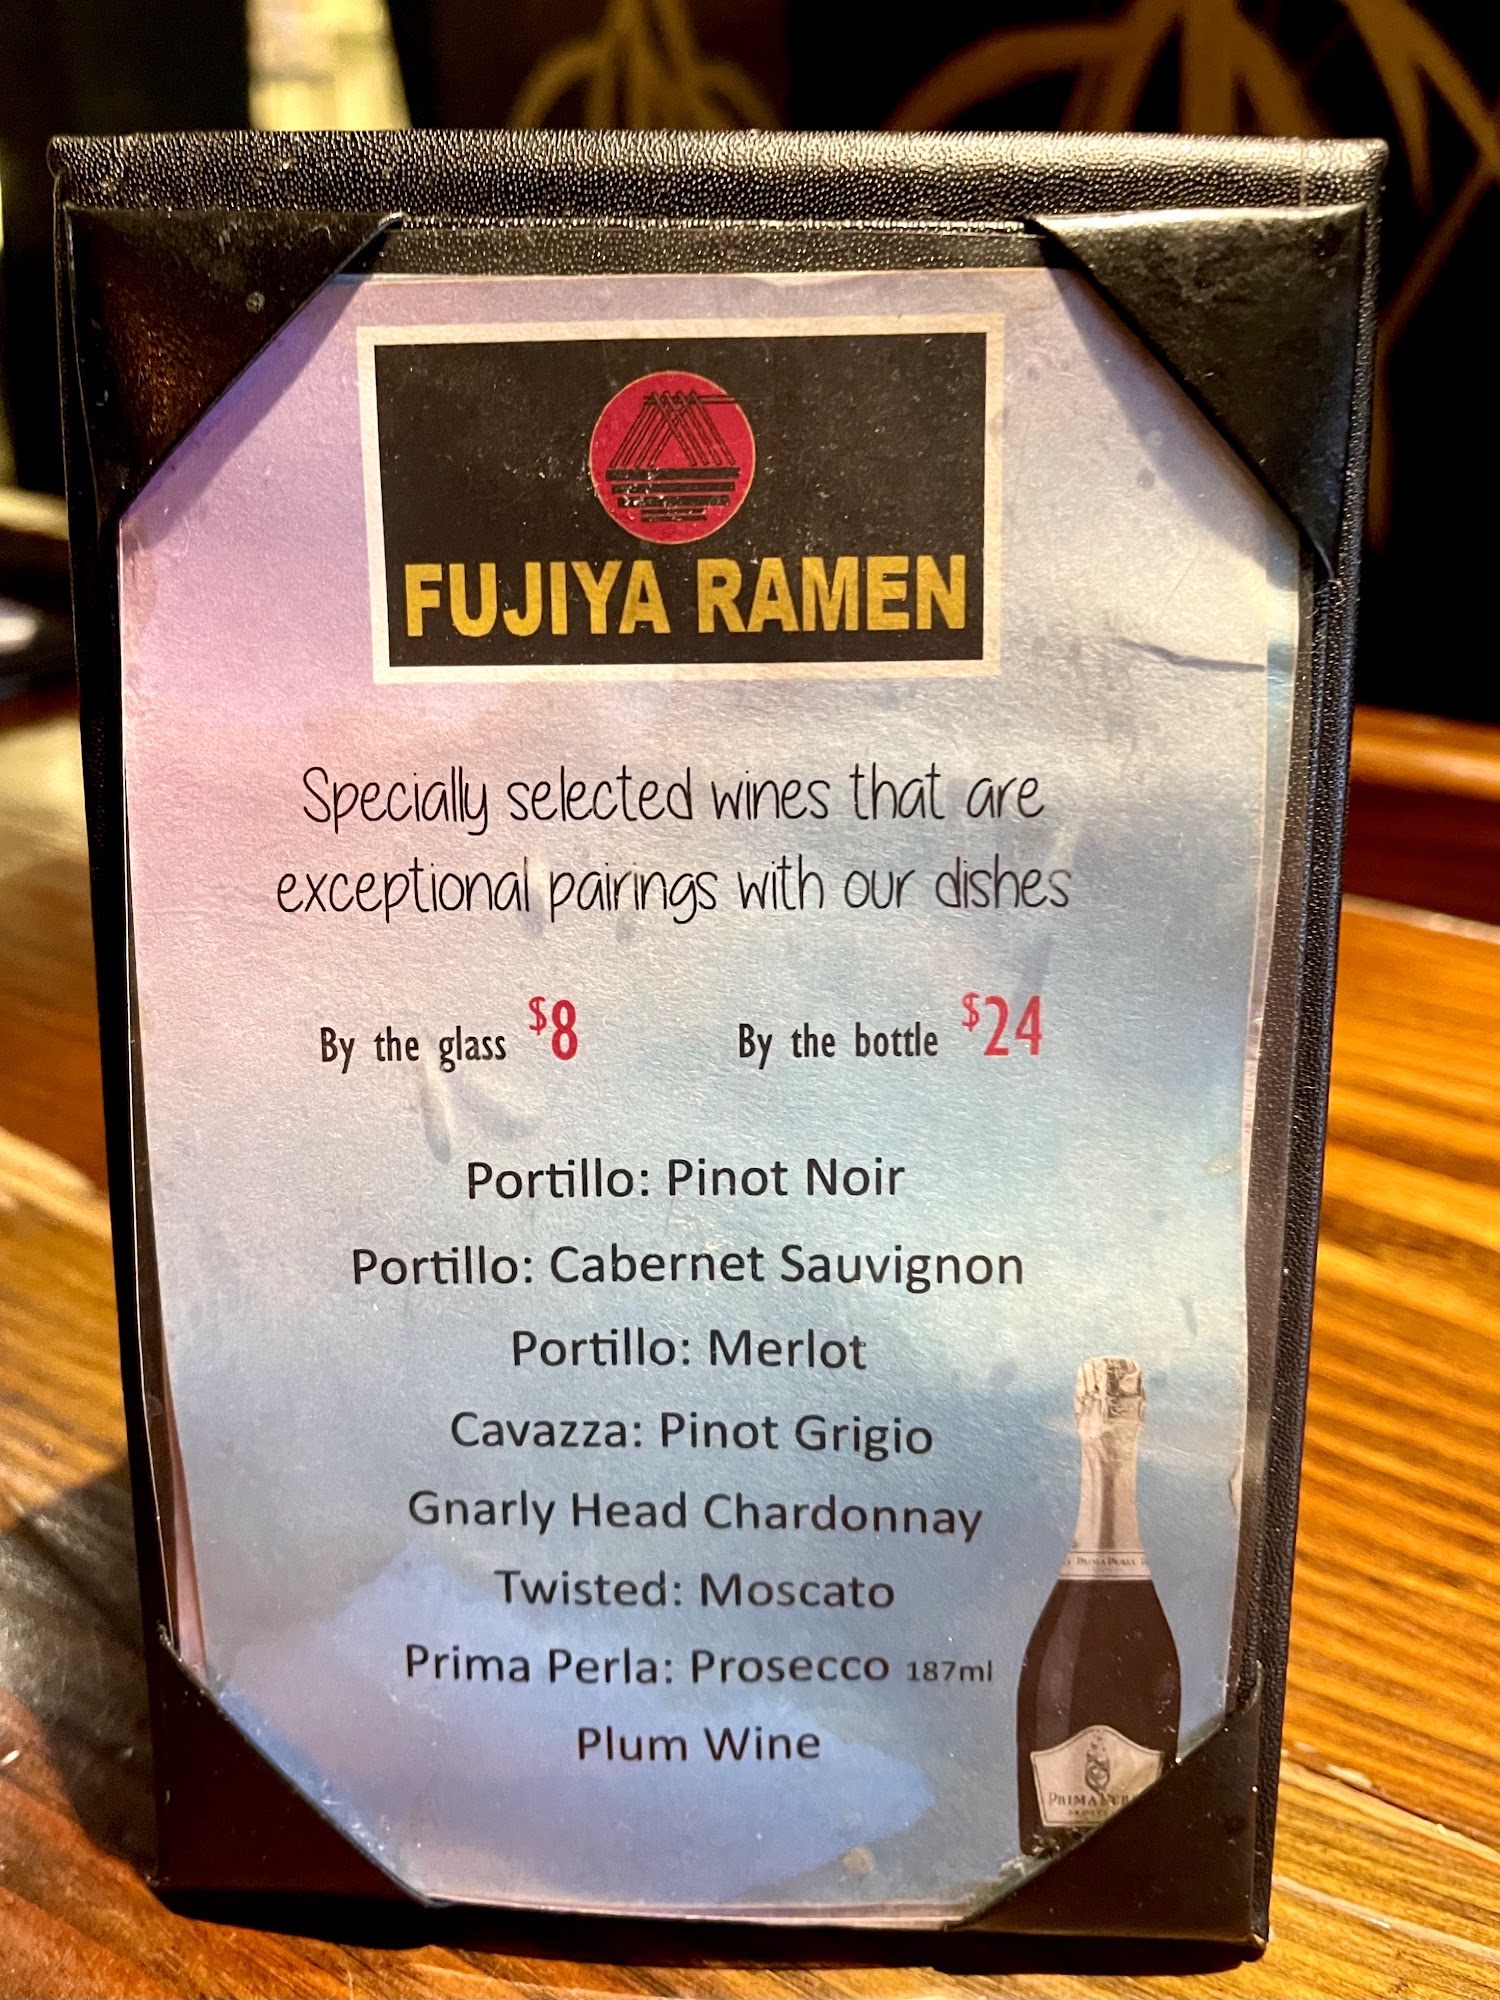 FUJIYA RAMEN
Specially selected wines that are
exceptional pairings with our dishes
By the glass $8 By the bottle $24
Portillo: Pinot Noir
Portillo: Cabernet Sauvignon
Portillo: Merlot
Cavazza: Pinot Grigio
Gnarly Head Chardonnay
Twisted: Moscato
Prima Perla: Prosecco 187ml
Plum Wine
PRIMA PERLA